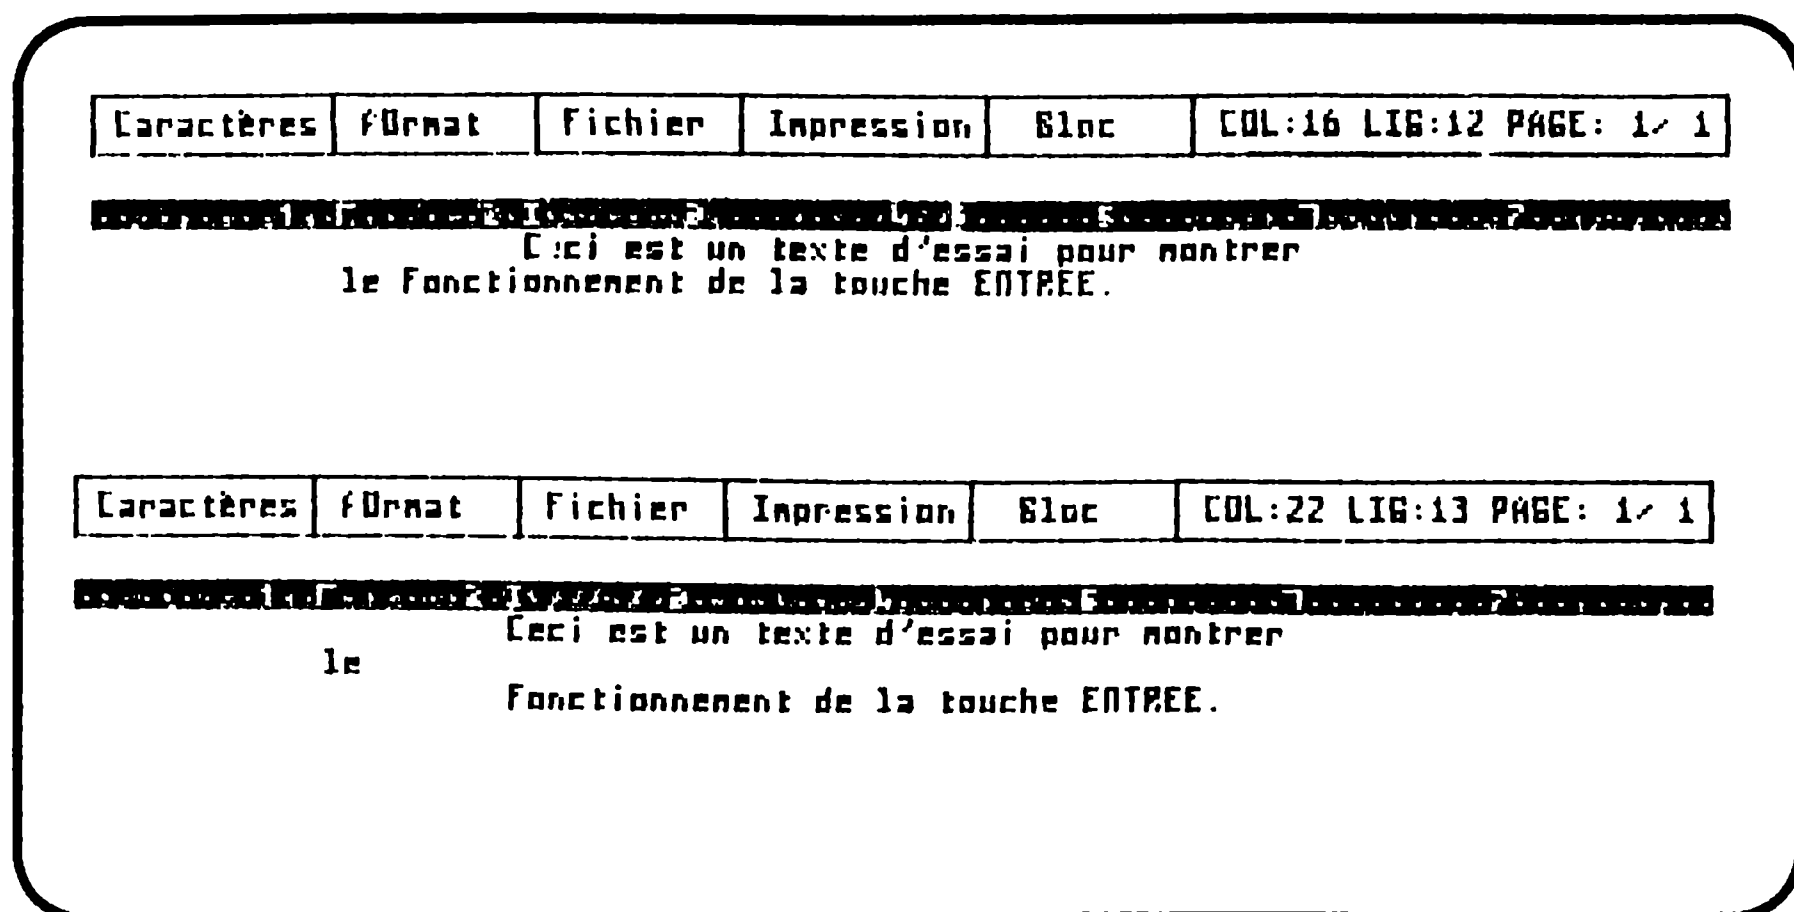 Caractères fOrmat Fichier Impression Bloc COL:16 LIG:12 PAGE: 1/ 1
Ceci est un texte d'essai pour montrer
le Fonctionnement de la touche ENTREE.
Caractères fOrmat Fichier Impression Bloc COL:22 LIG:13 PAGE: 1/ 1
Ceci est un texte d'essai pour montrer
le
Fonctionnement de la touche ENTREE.